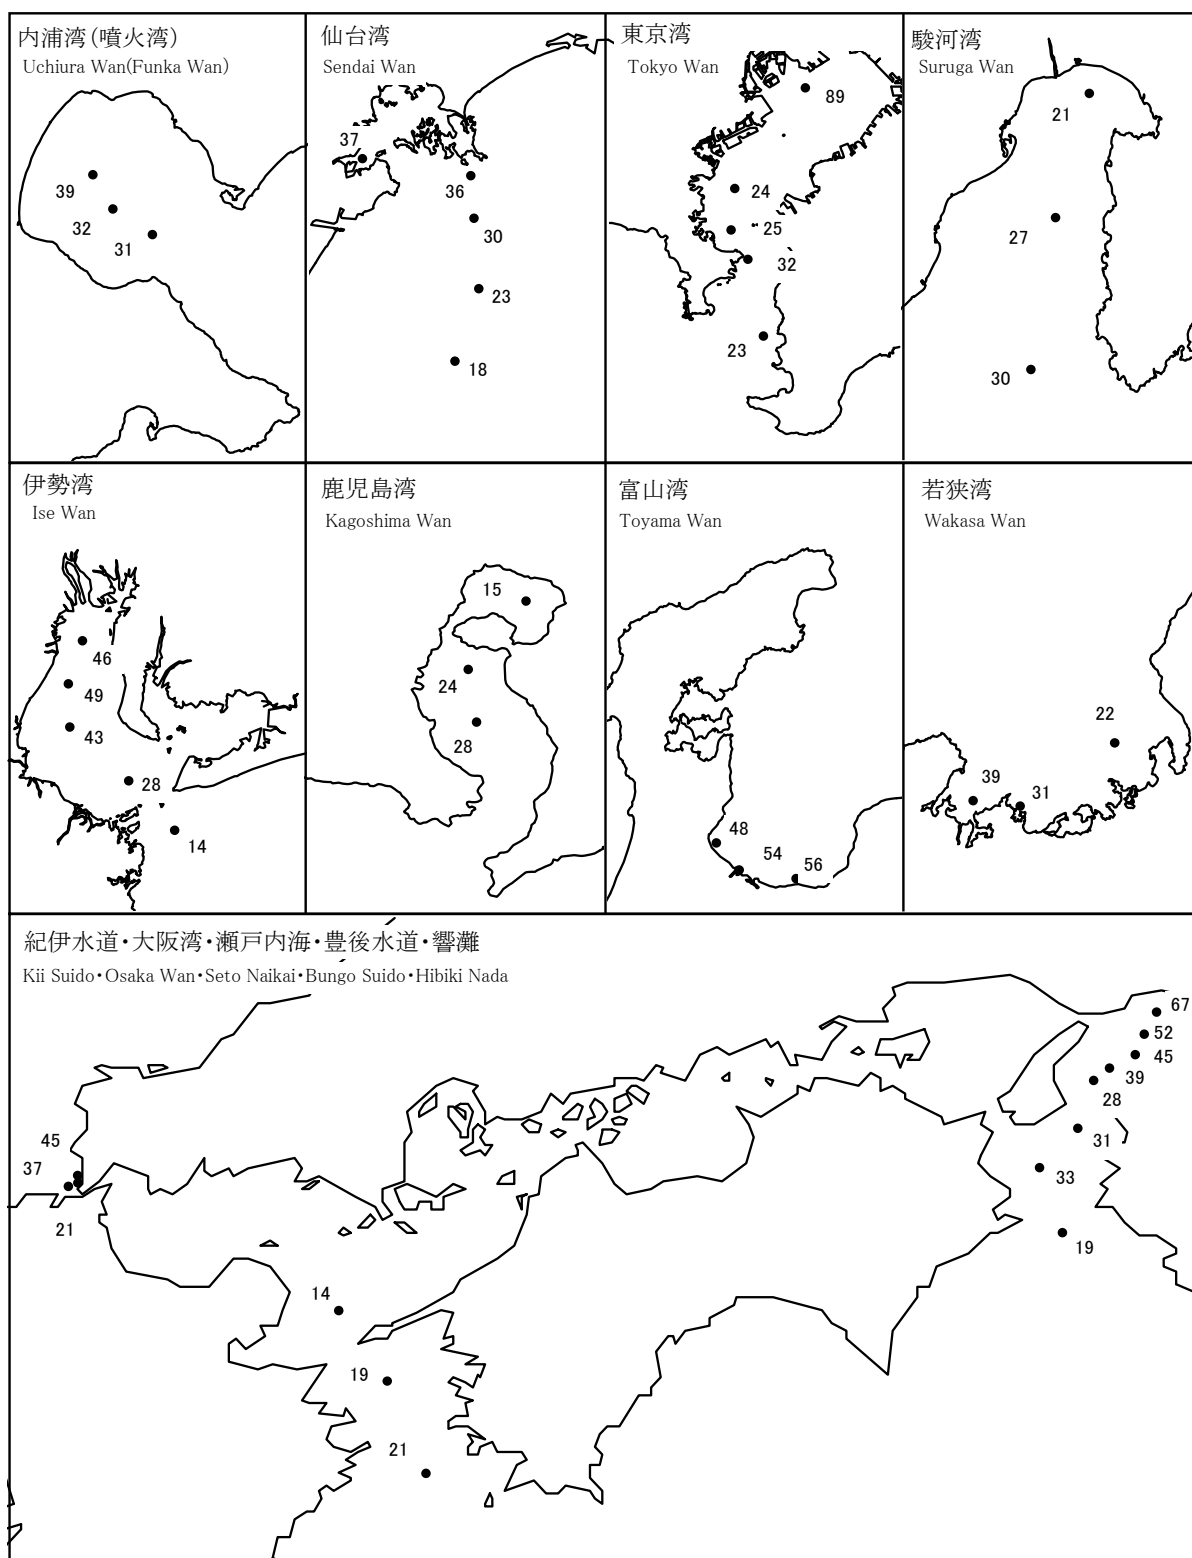 内浦湾(噴火湾)
Uchiura Wan(Funka Wan)
39
32
31
仙台湾
Sendai Wan
37
36
30
23
18
東京湾
Tokyo Wan
89
24
25
32
23
駿河湾
Suruga Wan
21
27
30
伊勢湾
Ise Wan
46
49
43
28
14
鹿児島湾
Kagoshima Wan
15
24
28
富山湾
Toyama Wan
48
54
56
若狭湾
Wakasa Wan
22
39
31
紀伊水道・大阪湾・瀬戸内海・豊後水道・響灘
Kii Suido・Osaka Wan・Seto Naikai・Bungo Suido・Hibiki Nada
67
52
45
39
28
31
33
19
45
37
21
14
19
21